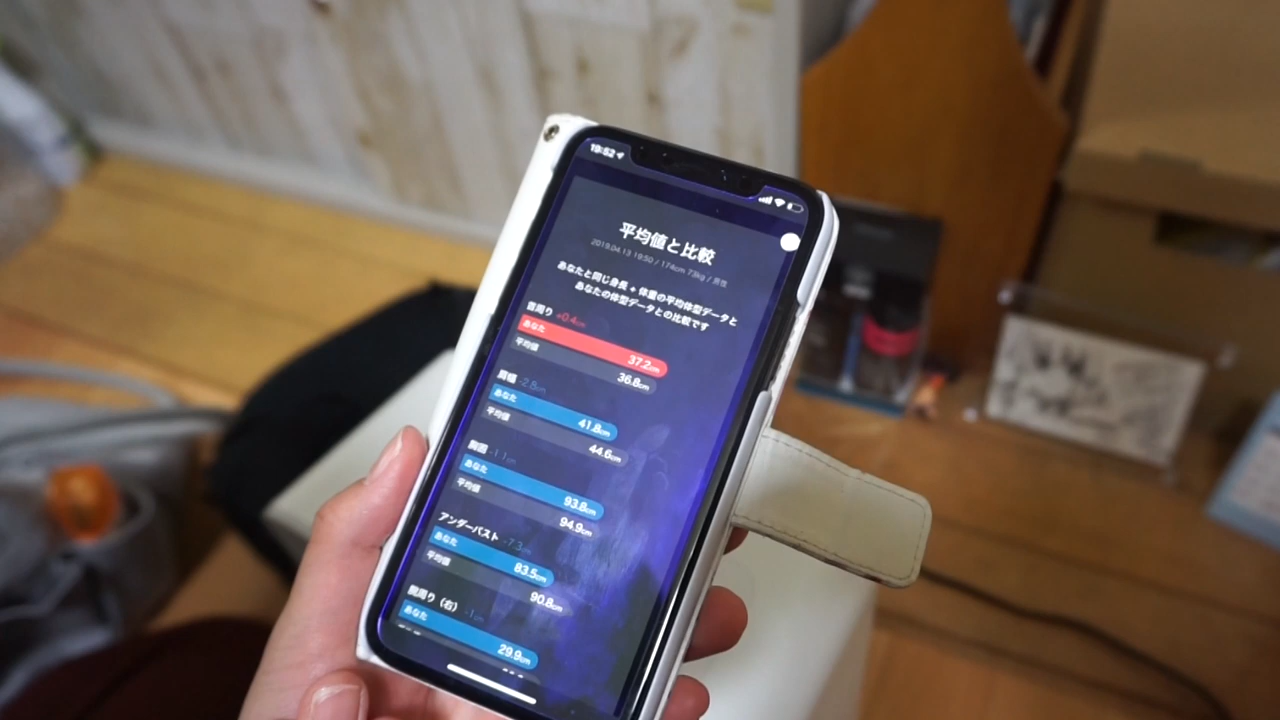 19:52
平均値と比較
2019.04.13 19:50 / 174cm 73kg / 男性
あなたと同じ身長 + 体重の平均体型データと
あなたの体型データとの比較です
首周り +0.4cm
あなた 37.2cm
平均値 36.8cm
肩幅 -2.8cm
あなた 41.8cm
平均値 44.6cm
胸囲 -1.1cm
あなた 93.8cm
平均値 94.9cm
アンダーバスト -7.3cm
あなた 83.5cm
平均値 90.8cm
腕周り（右） -1cm
あなた 29.9cm